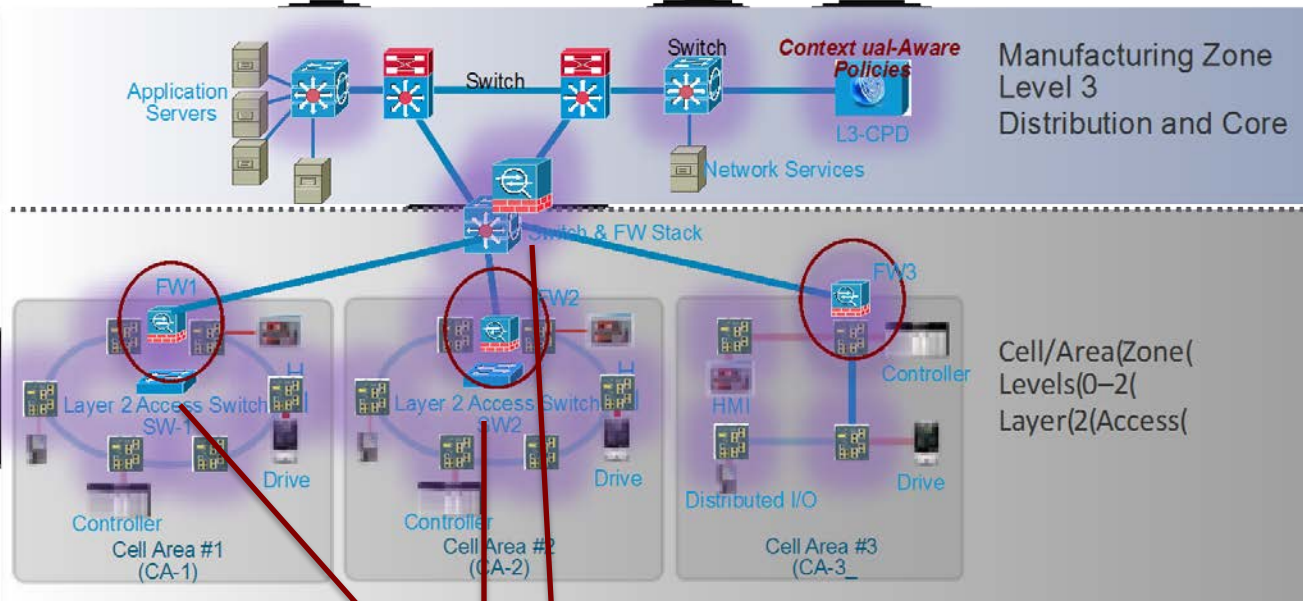 Switch
Context ual-Aware
Policies
Manufacturing Zone
Level 3
Distribution and Core
Application
Servers
Switch
L3-CPD
Network Services
Switch & FW Stack
FW1
FW2
FW3
Cell/Area(Zone(
Levels(0–2(
Layer(2(Access(
Controller
HMI
Layer 2 Access Switch
SW-1
Layer 2 Access Switch
SW2
Drive
Drive
Drive
Distributed I/O
Controller
Controller
Cell Area #1
(CA-1)
Cell Area #2
(CA-2)
Cell Area #3
(CA-3_